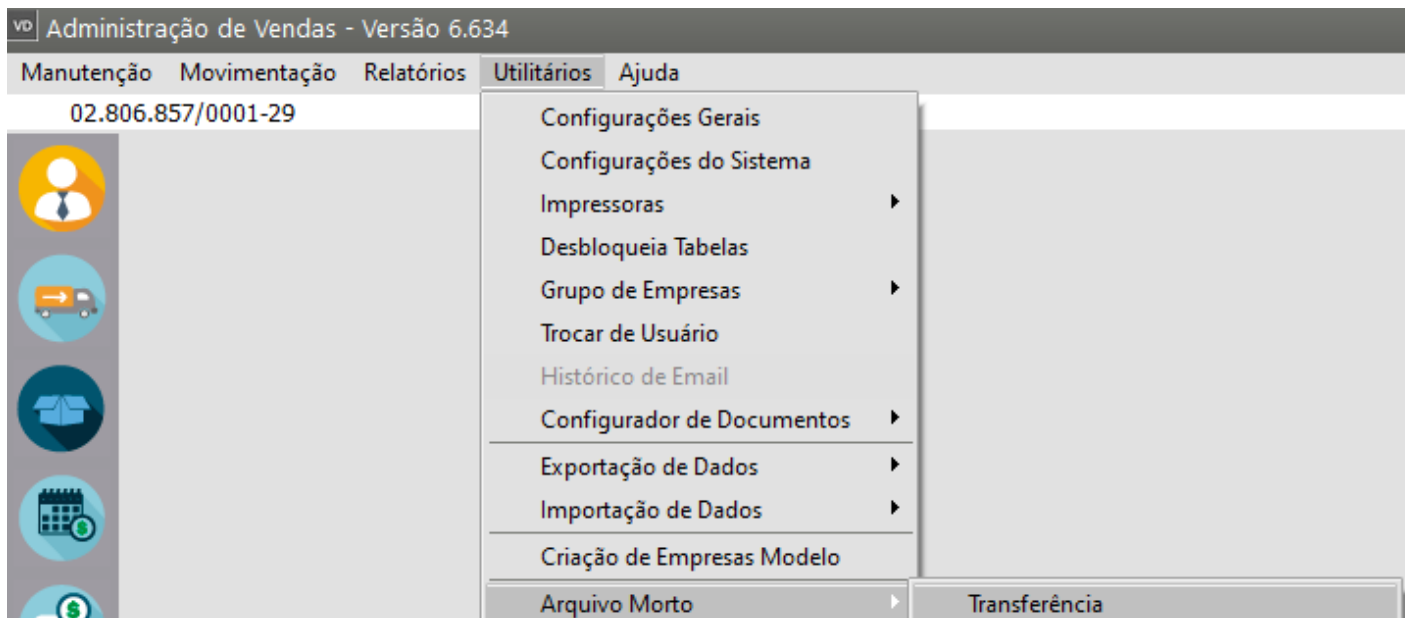 VD Administração de Vendas - Versão 6.634
Manutenção Movimentação Relatórios Utilitários Ajuda
02.806.857/0001-29
Configurações Gerais
Configurações do Sistema
Impressoras
Desbloqueia Tabelas
Grupo de Empresas
Trocar de Usuário
Histórico de Email
Configurador de Documentos
Exportação de Dados
Importação de Dados
Criação de Empresas Modelo
Arquivo Morto Transferência